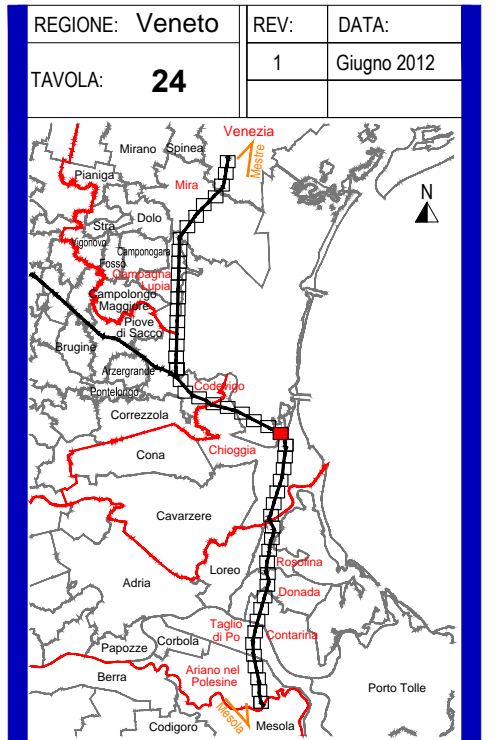 REGIONE: Veneto
REV:
DATA:
TAVOLA: 24
1
Giugno 2012
Venezia
Mestre
Mirano
Spinea
Pianiga
Mira
N
Stra
Dolo
Vigonovo
Camponogara
Fossò
Campagna
Lupia
Campolongo
Maggiore
Piove
di Sacco
Brugine
Arzergrande
Codevigo
Pontelongo
Correzzola
Chioggia
Cona
Cavarzere
Rosolina
Loreo
Adria
Donada
Taglio
di Po
Contarina
Corbola
Papozze
Ariano nel
Polesine
Berra
Porto Tolle
Mesola
Codigoro
Mesola